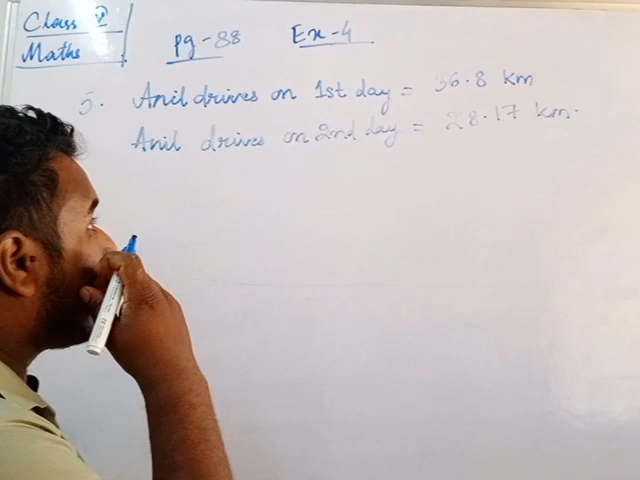 Class V
Maths
Pg-88
Ex-4
5. Anil drives on 1st day = 36.8 km
Anil drives on 2nd day = 28.17 km.